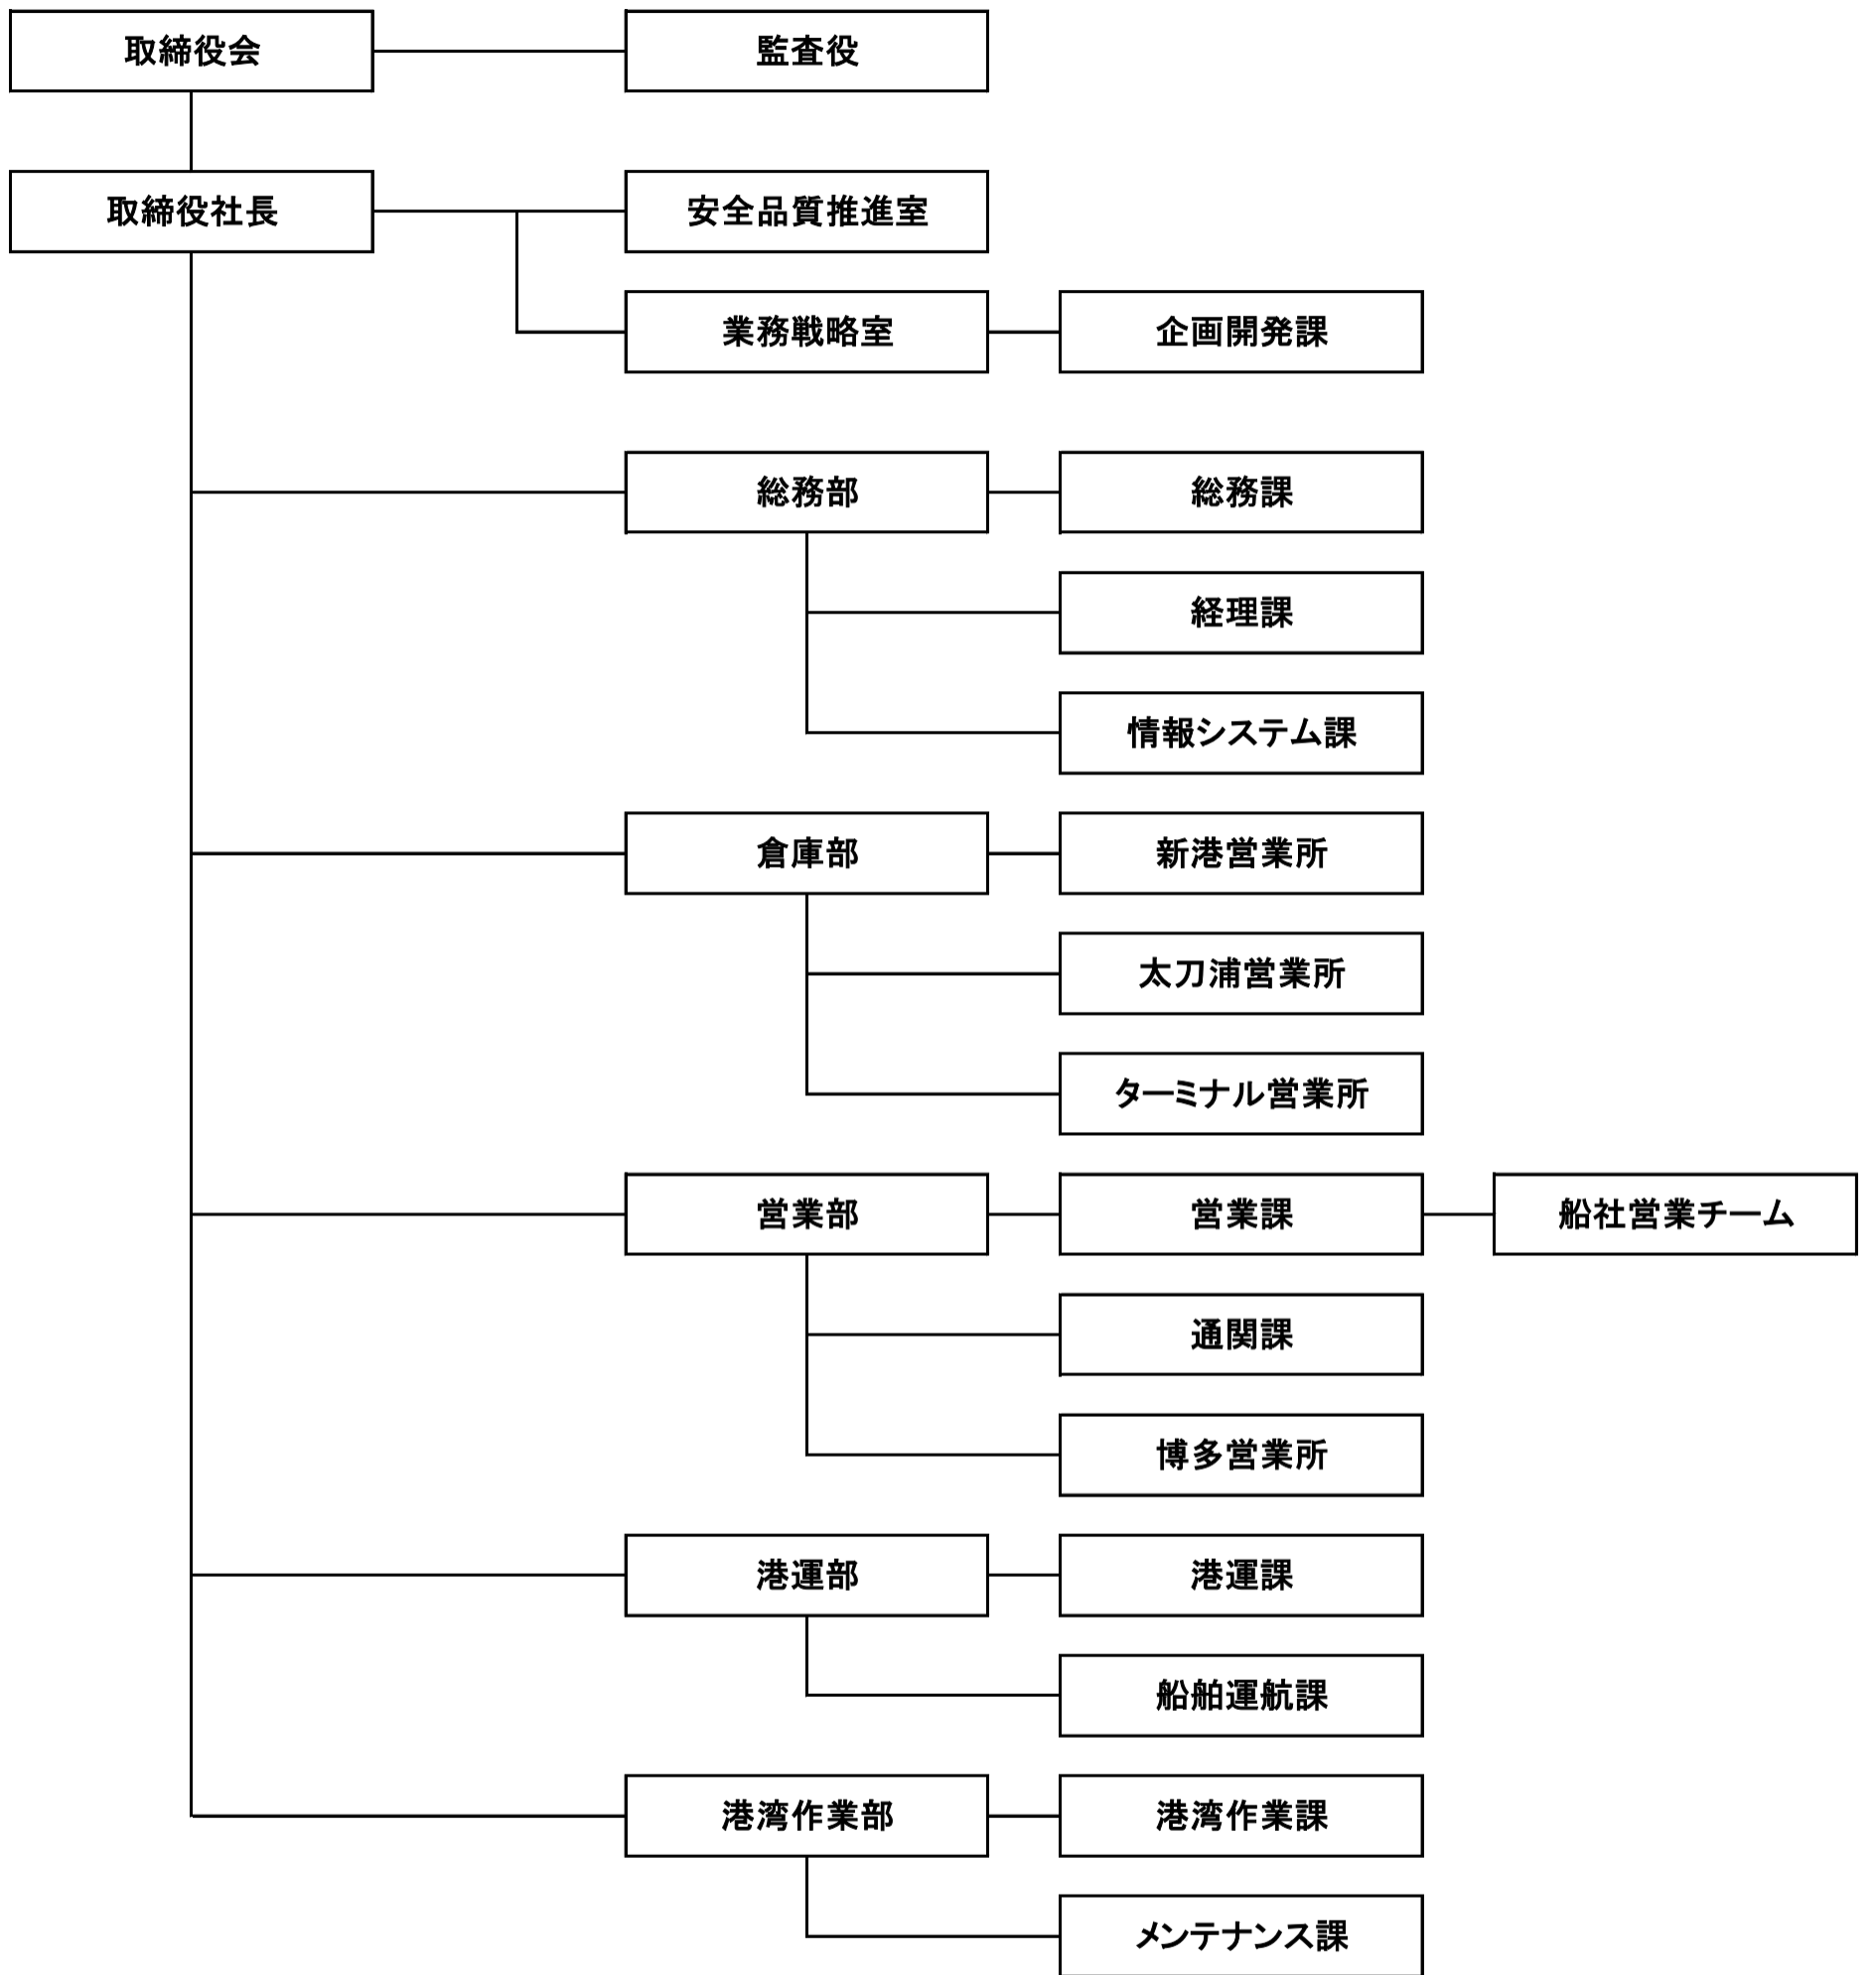 取締役会
監査役
取締役社長
安全品質推進室
業務戦略室
企画開発課
総務部
総務課
経理課
情報システム課
倉庫部
新港営業所
太刀浦営業所
ターミナル営業所
営業部
営業課
船社営業チーム
通関課
博多営業所
港運部
港運課
船舶運航課
港湾作業部
港湾作業課
メンテナンス課